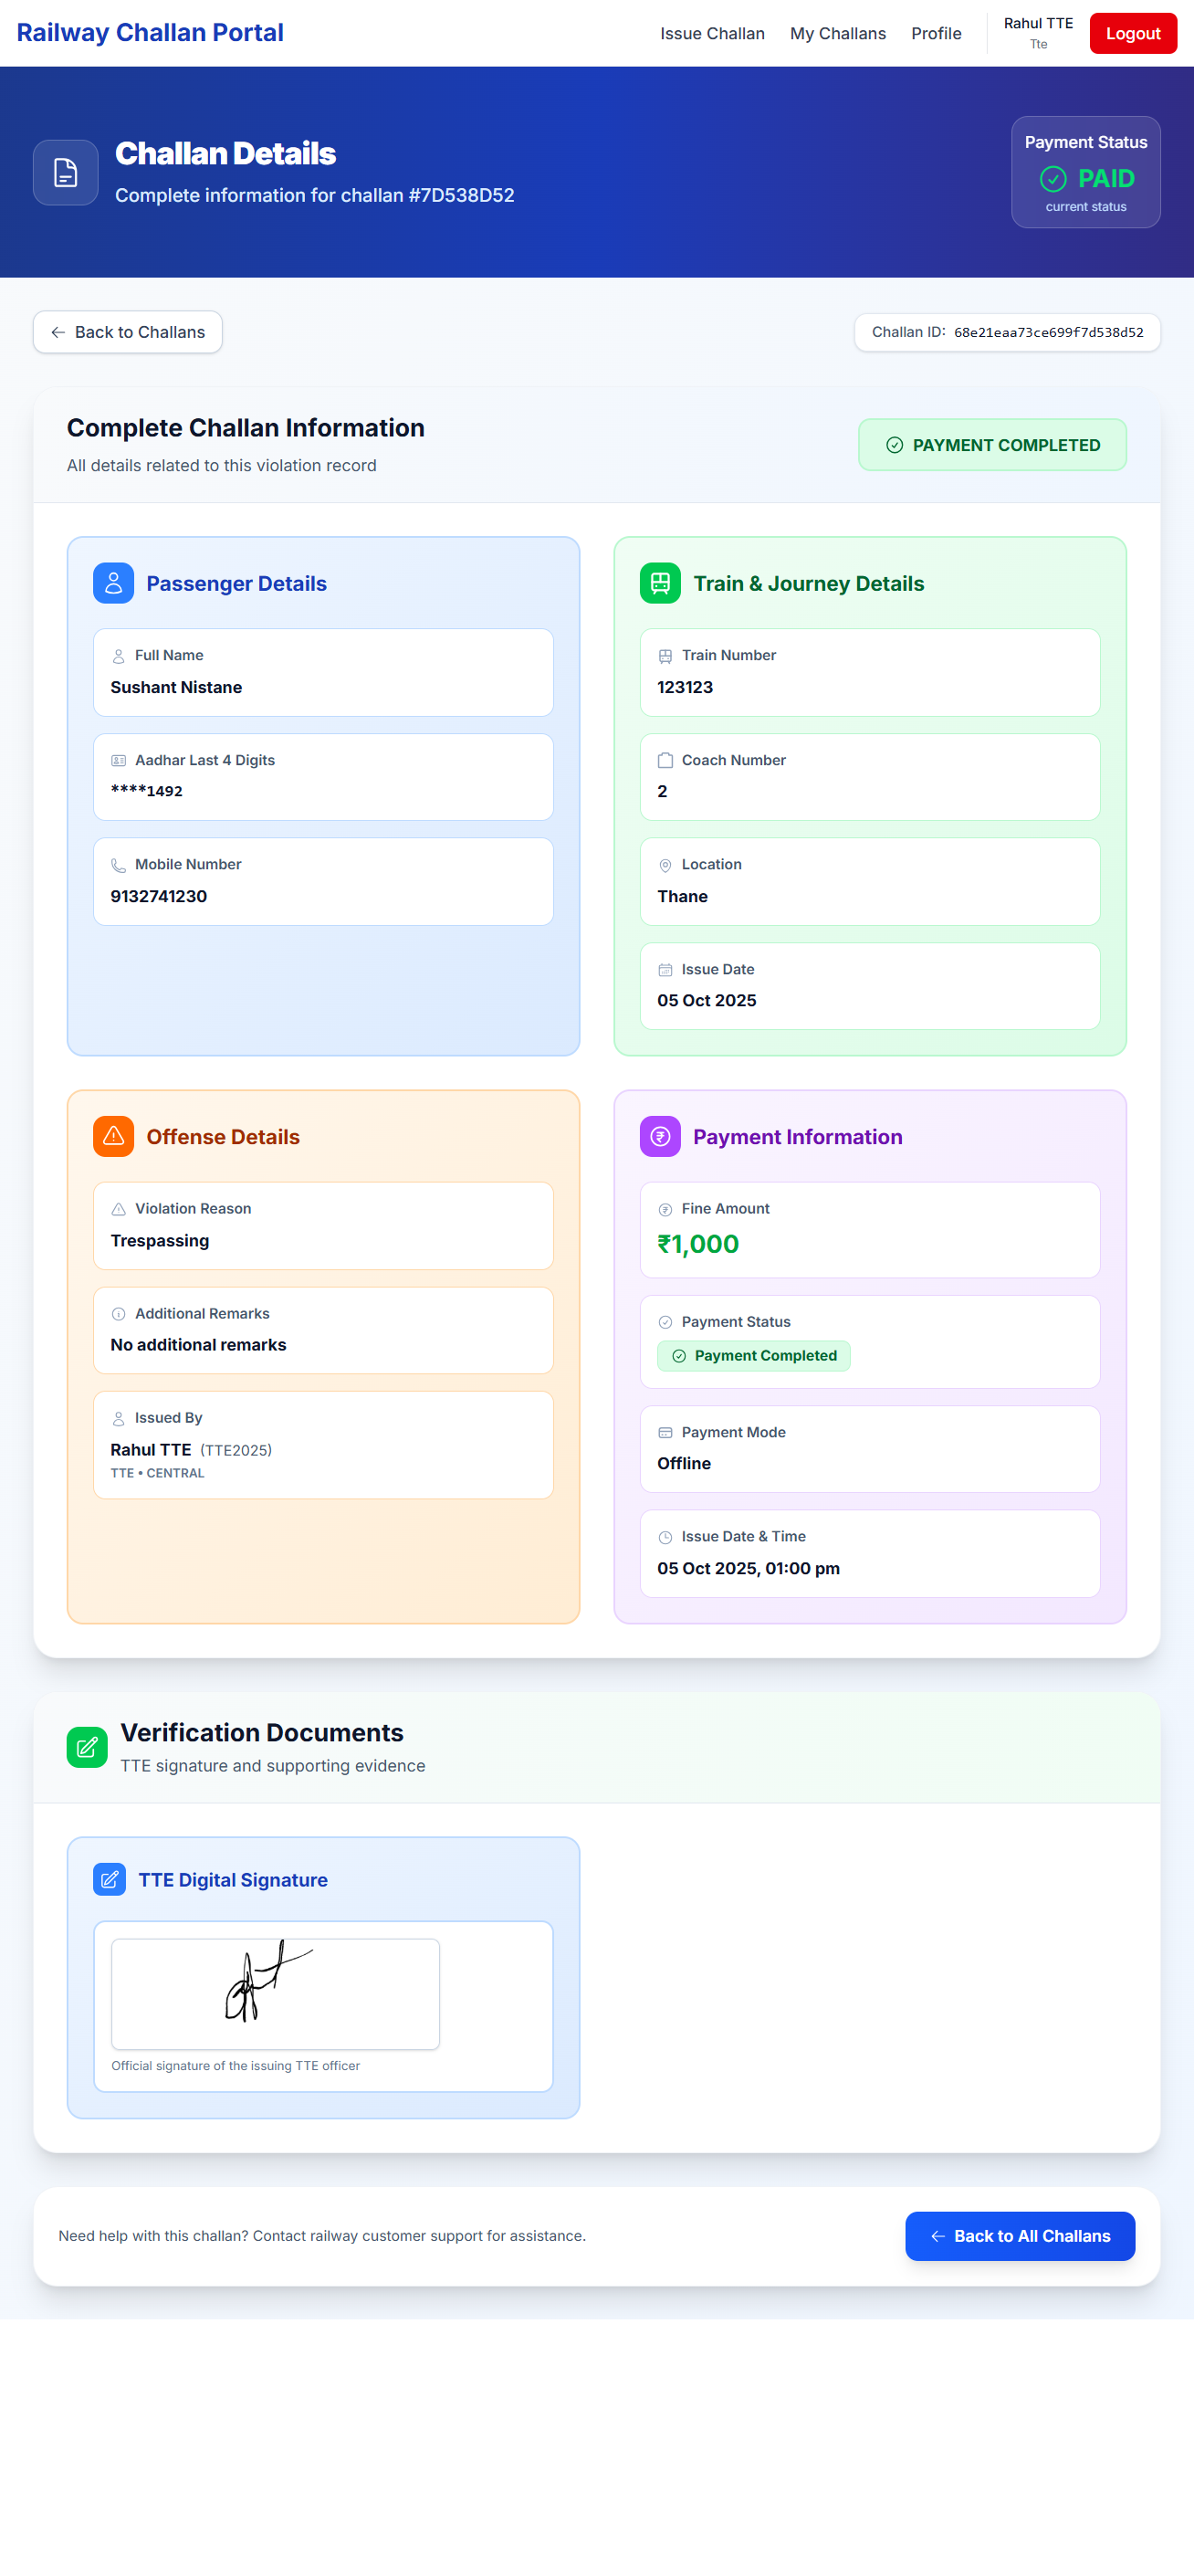 Railway Challan Portal
Issue Challan
My Challans
Profile
Rahul TTE
Tte
Logout
Challan Details
Complete information for challan #7D538D52
Payment Status
PAID
current status
Back to Challans
Challan ID: 68e21eaa73ce699f7d538d52
Complete Challan Information
All details related to this violation record
PAYMENT COMPLETED
Passenger Details
Full Name
Sushant Nistane
Aadhar Last 4 Digits
****1492
Mobile Number
9132741230
Train & Journey Details
Train Number
123123
Coach Number
2
Location
Thane
Issue Date
05 Oct 2025
Offense Details
Violation Reason
Trespassing
Additional Remarks
No additional remarks
Issued By
Rahul TTE (TTE2025)
TTE • CENTRAL
Payment Information
Fine Amount
₹1,000
Payment Status
Payment Completed
Payment Mode
Offline
Issue Date & Time
05 Oct 2025, 01:00 pm
Verification Documents
TTE signature and supporting evidence
TTE Digital Signature
Official signature of the issuing TTE officer
Need help with this challan? Contact railway customer support for assistance.
Back to All Challans